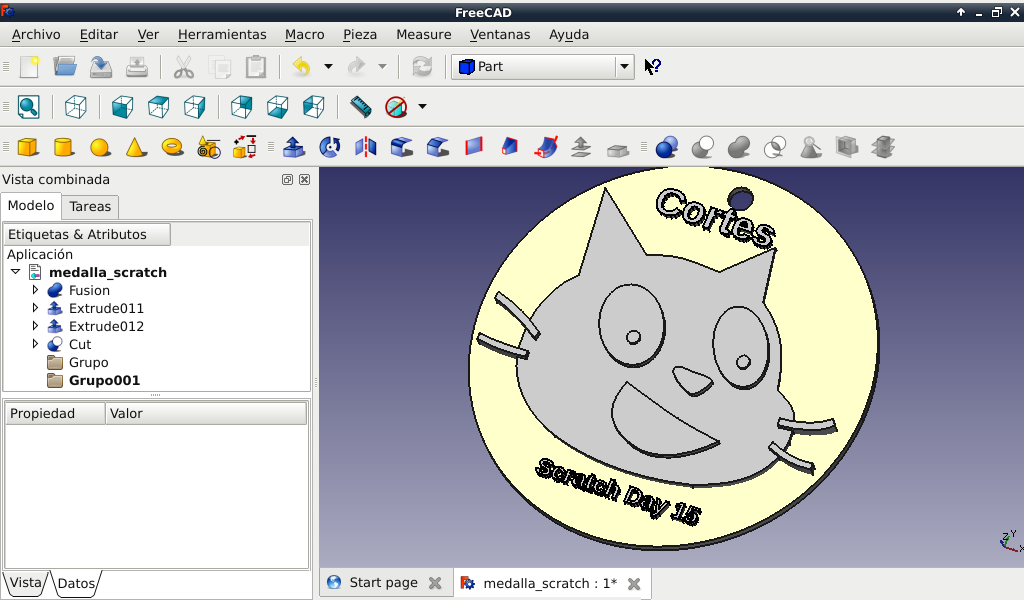 FreeCAD
Archivo Editar Ver Herramientas Macro Pieza Measure Ventanas Ayuda
Part
Vista combinada
Modelo Tareas
Etiquetas & Atributos
Aplicación
medalla_scratch
Fusion
Extrude011
Extrude012
Cut
Grupo
Grupo001
Propiedad Valor
Vista Datos
Cortes
Scratch Day 15
Z Y X
Start page medalla_scratch : 1*